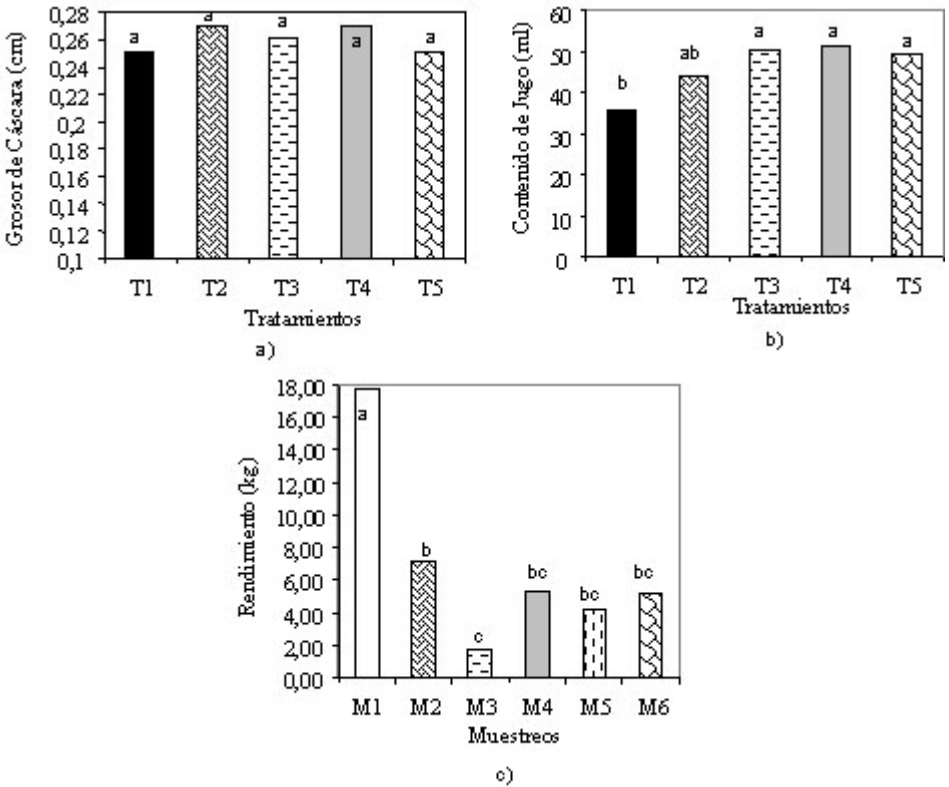 Grosor de Cáscara (cm)
0,28
0,26
0,24
0,22
0,2
0,18
0,16
0,14
0,12
0,1
a
a
a
a
a
T1 T2 T3 T4 T5
Tratamientos
a)
Contenido de Jugo (ml)
60
50
40
30
20
10
0
b
ab
a
a
a
T1 T2 T3 T4 T5
Tratamientos
b)
Rendimiento (kg)
18,00
16,00
14,00
12,00
10,00
8,00
6,00
4,00
2,00
0,00
a
b
c
bc
bc
bc
M1 M2 M3 M4 M5 M6
Muestreos
c)